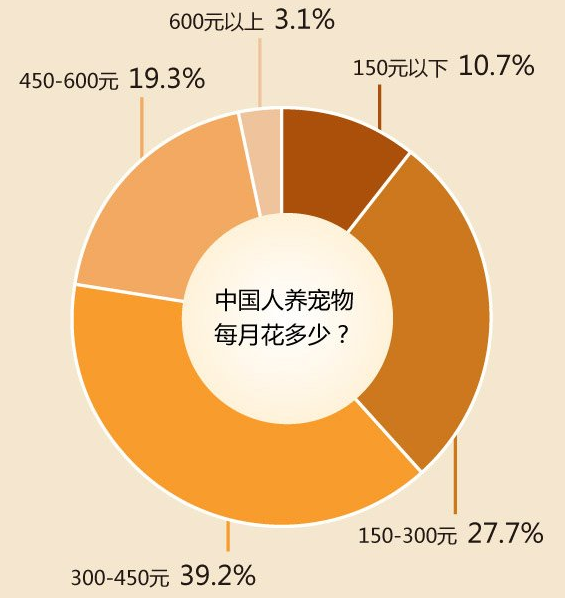 600元以上 3.1%
150元以下 10.7%
450-600元 19.3%
中国人养宠物
每月花多少？
150-300元 27.7%
300-450元 39.2%